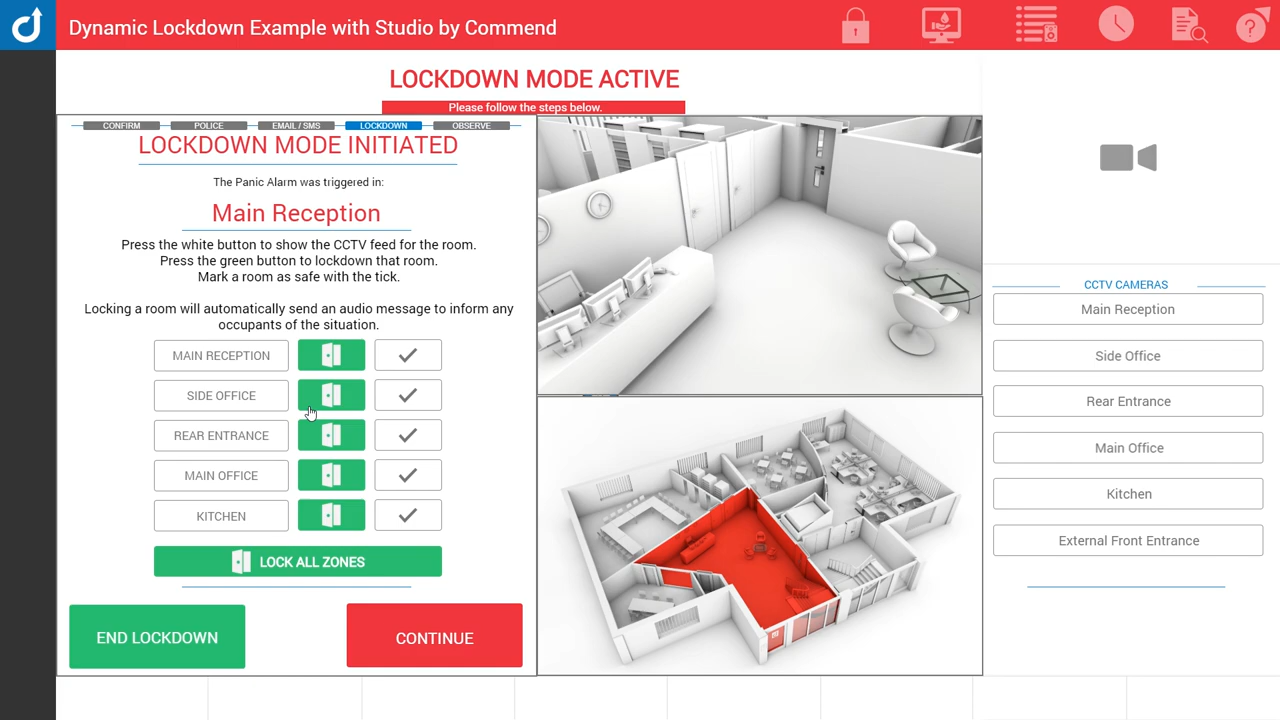 Dynamic Lockdown Example with Studio by Commend
LOCKDOWN MODE ACTIVE
Please follow the steps below.
CONFIRM
POLICE
EMAIL / SMS
LOCKDOWN
OBSERVE
LOCKDOWN MODE INITIATED
The Panic Alarm was triggered in:
Main Reception
Press the white button to show the CCTV feed for the room.
Press the green button to lockdown that room.
Mark a room as safe with the tick.
Locking a room will automatically send an audio message to inform any
occupants of the situation.
MAIN RECEPTION
SIDE OFFICE
REAR ENTRANCE
MAIN OFFICE
KITCHEN
LOCK ALL ZONES
END LOCKDOWN
CONTINUE
CCTV CAMERAS
Main Reception
Side Office
Rear Entrance
Main Office
Kitchen
External Front Entrance